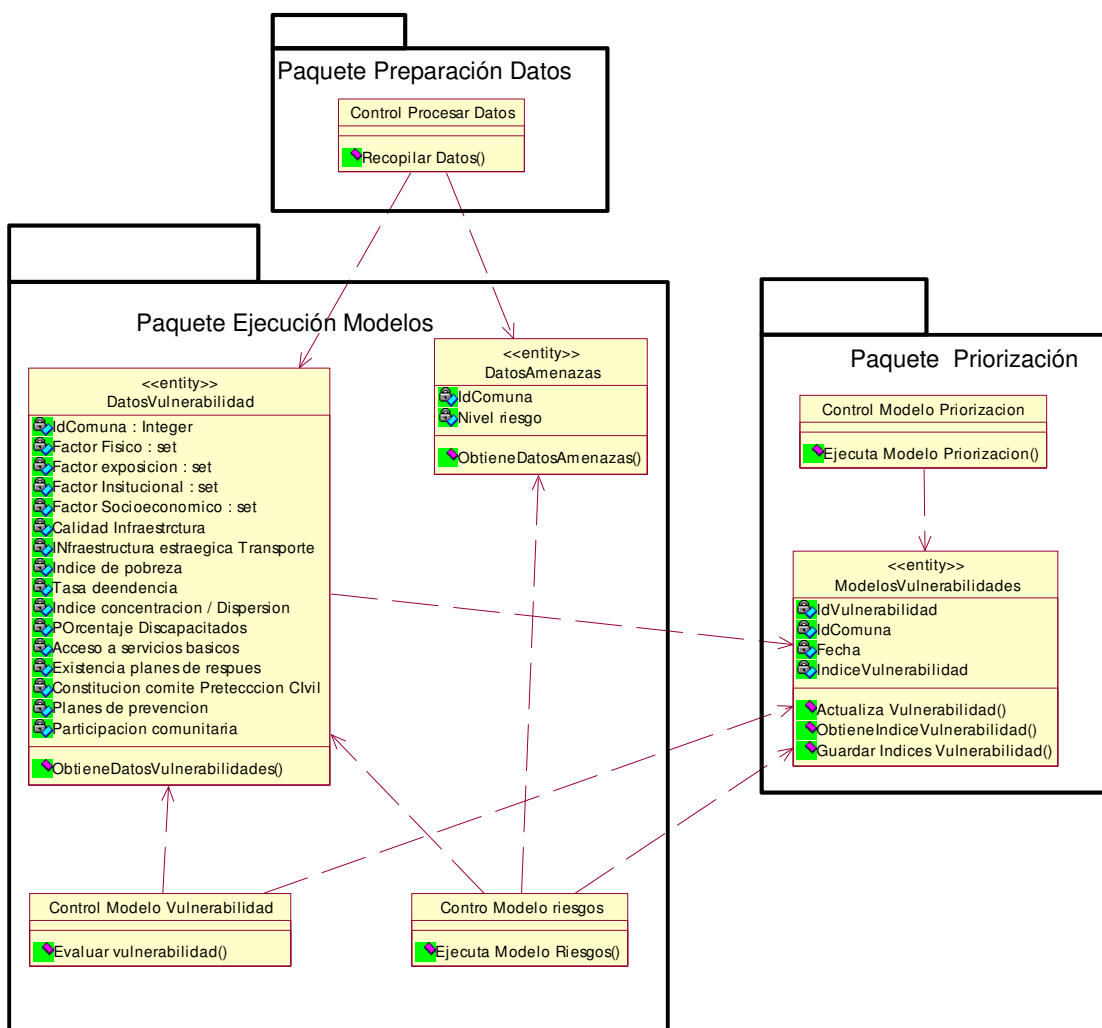 Paquete Preparación Datos
Control Procesar Datos
Recopilar Datos()
Paquete Ejecución Modelos
<<entity>>
DatosVulnerabilidad
IdComuna : Integer
Factor Fisico : set
Factor exposicion : set
Factor Insitucional : set
Factor Socioeconomico : set
Calidad Infraestrctura
INfraestructura estraegica Transporte
Indice de pobreza
Tasa deendencia
Indice concentracion / Dispersion
POrcentaje Discapacitados
Acceso a servicios basicos
Existencia planes de respues
Constitucion comite Pretecccion CIvil
Planes de prevencion
Participacion comunitaria
ObtieneDatosVulnerabilidades()
<<entity>>
DatosAmenazas
IdComuna
Nivel riesgo
ObtieneDatosAmenazas()
Control Modelo Vulnerabilidad
Evaluar vulnerabilidad()
Contro Modelo riesgos
Ejecuta Modelo Riesgos()
Paquete Priorización
Control Modelo Priorizacion
Ejecuta Modelo Priorizacion()
<<entity>>
ModelosVulnerabilidades
IdVulnerabilidad
IdComuna
Fecha
IndiceVulnerabilidad
Actualiza Vulnerabilidad()
ObtieneIndiceVulnerabilidad()
Guardar Indices Vulnerabilidad()